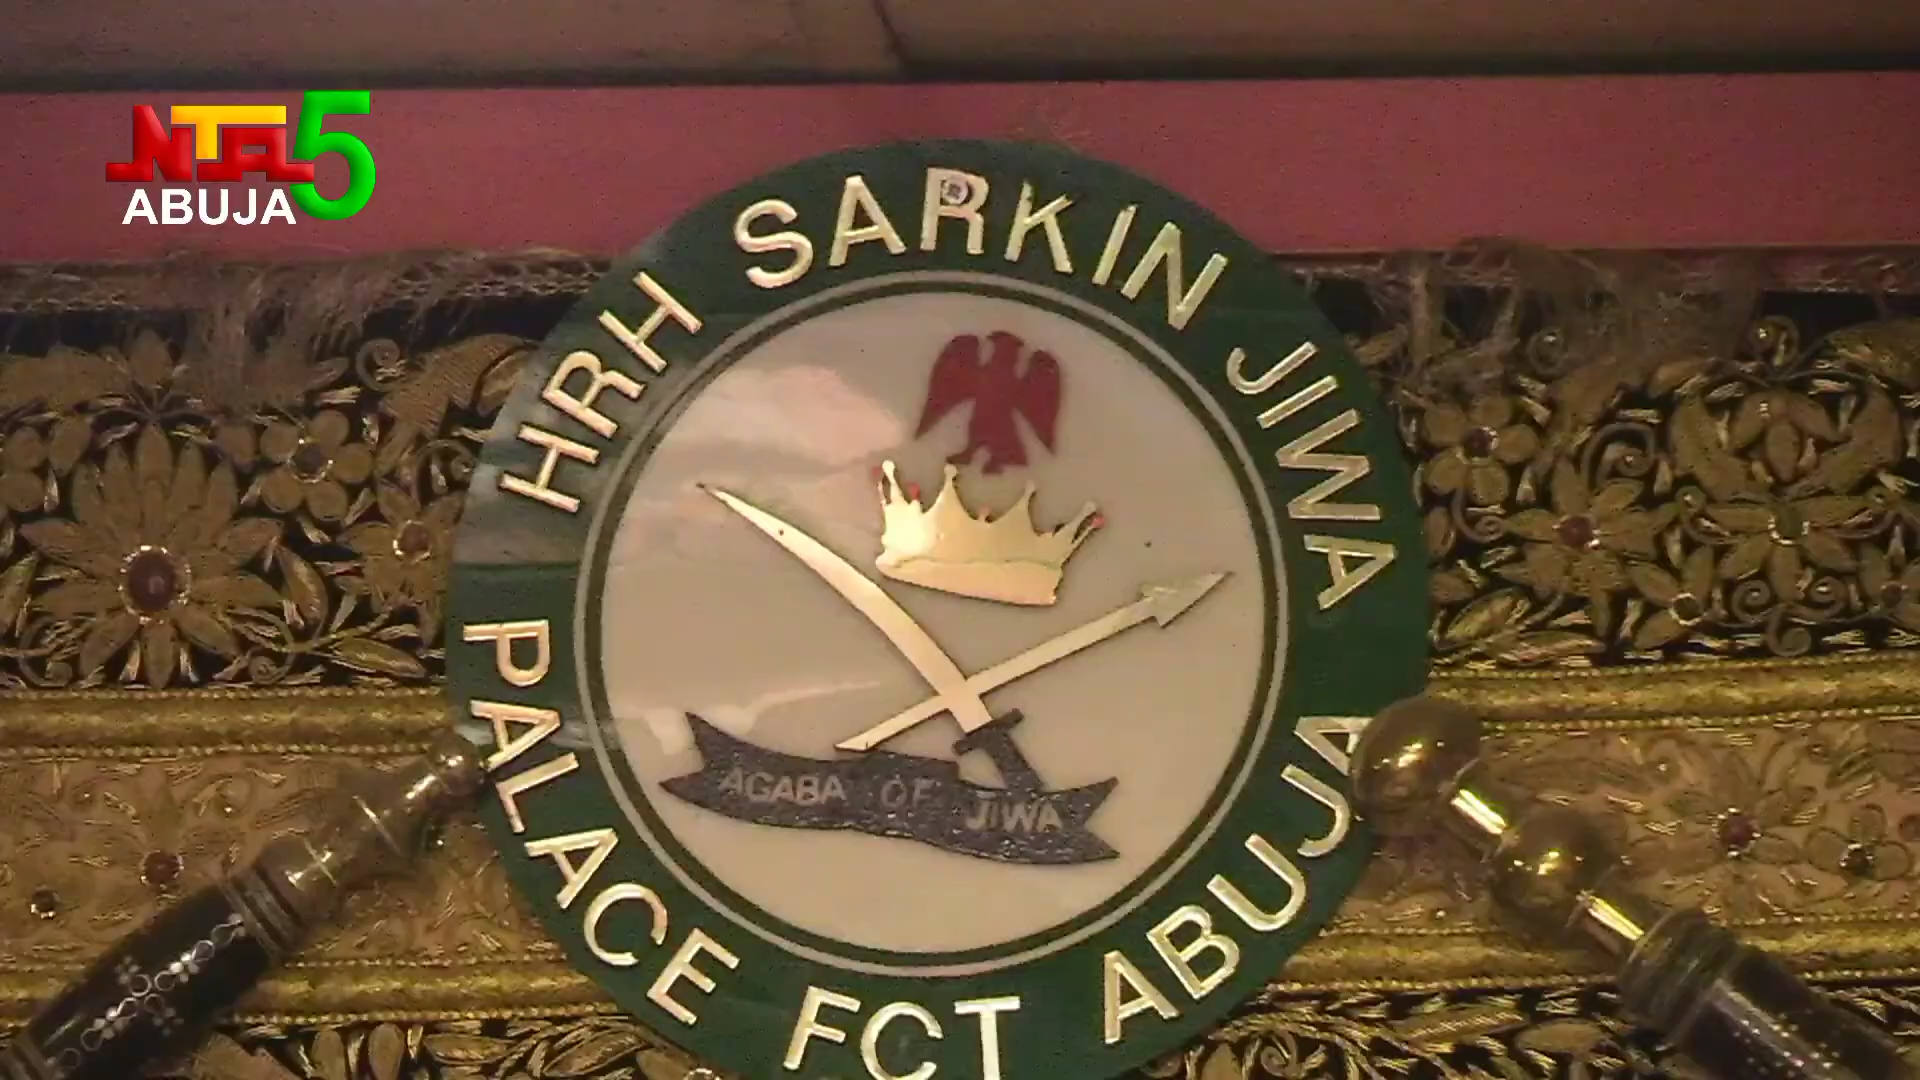 NTA 5
ABUJA
HRH SARKIN JIWA
PALACE FCT ABUJA
AGABA OF JIWA